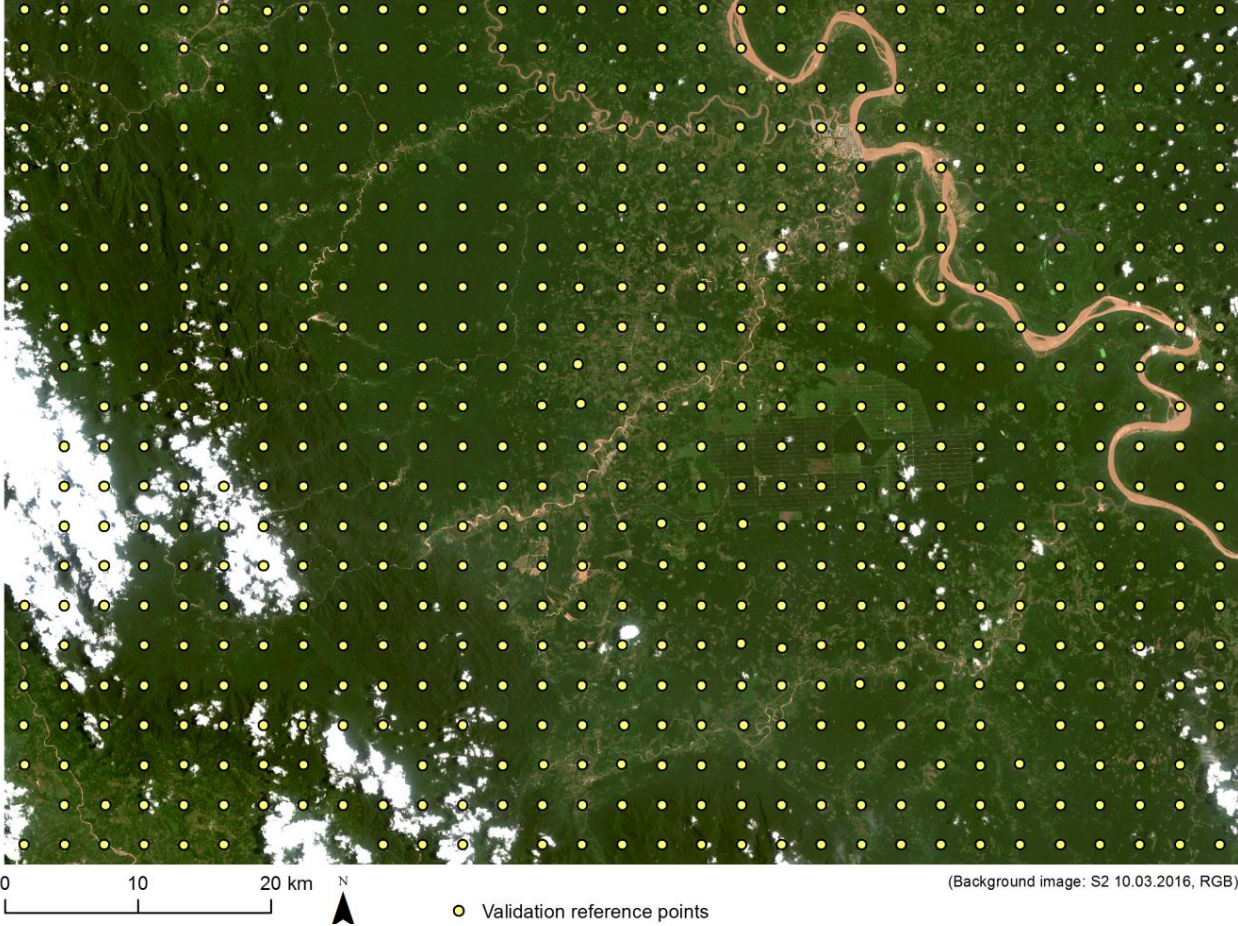 0 10 20 km
N
(Background image: S2 10.03.2016, RGB)
Validation reference points